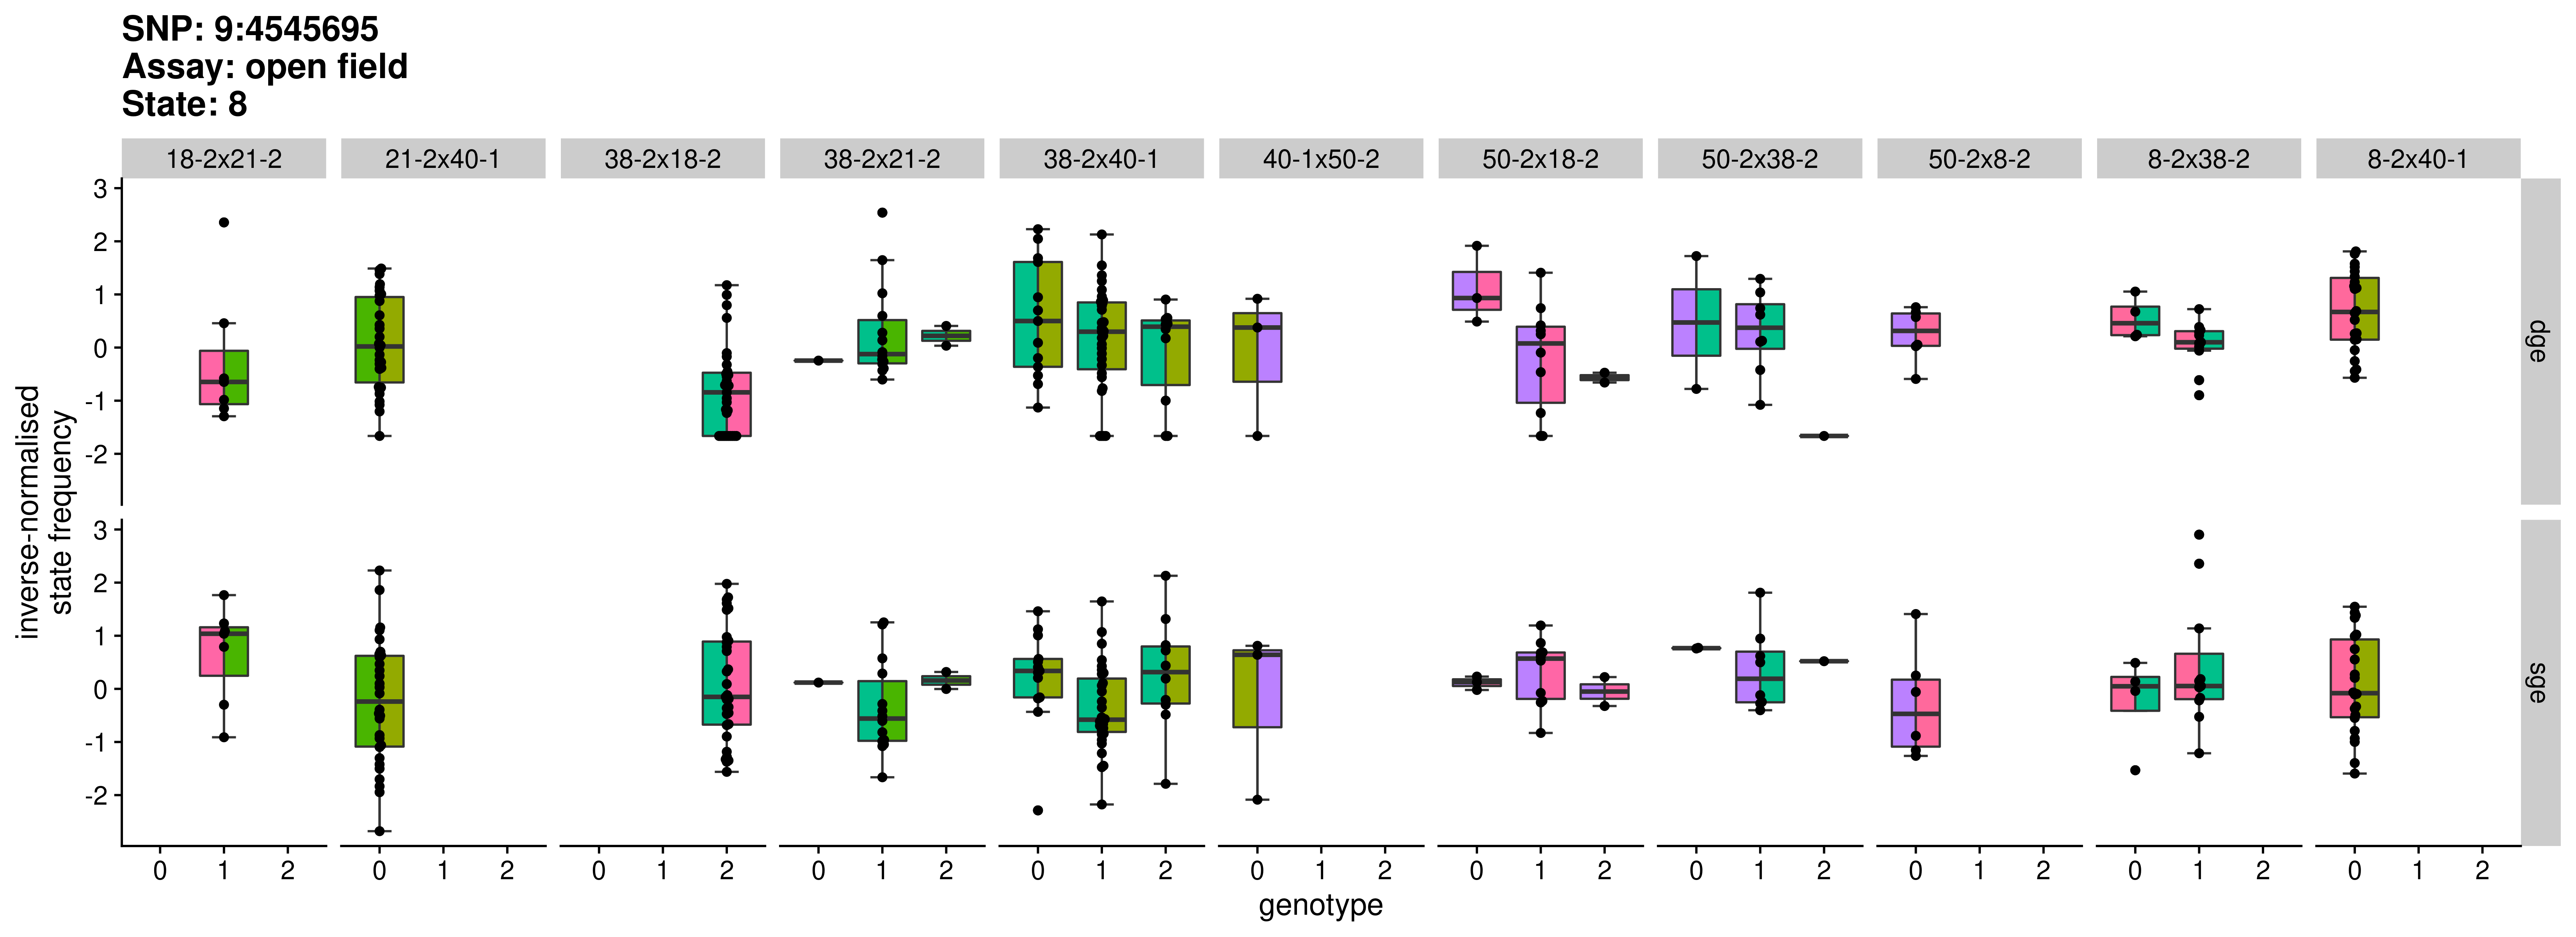 SNP: 9:4545695
Assay: open field
State: 8
18-2x21-2 21-2x40-1 38-2x18-2 38-2x21-2 38-2x40-1 40-1x50-2 50-2x18-2 50-2x38-2 50-2x8-2 8-2x38-2 8-2x40-1
inverse-normalised
state frequency
3
2
1
0
-1
-2
dge
3
2
1
0
-1
-2
sge
0 1 2 0 1 2 0 1 2 0 1 2 0 1 2 0 1 2 0 1 2 0 1 2 0 1 2 0 1 2 0 1 2
genotype